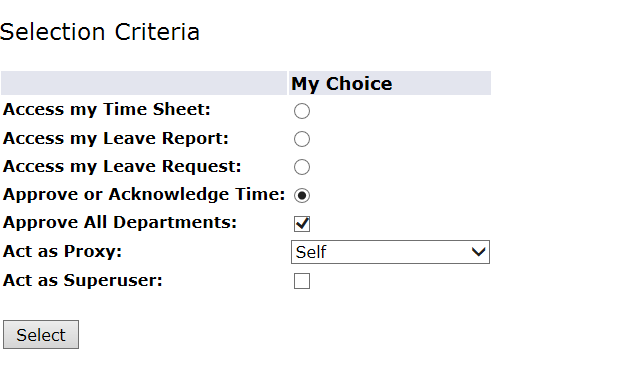 Selection Criteria
My Choice
Access my Time Sheet:
Access my Leave Report:
Access my Leave Request:
Approve or Acknowledge Time:
Approve All Departments:
Act as Proxy: Self
Act as Superuser:
Select